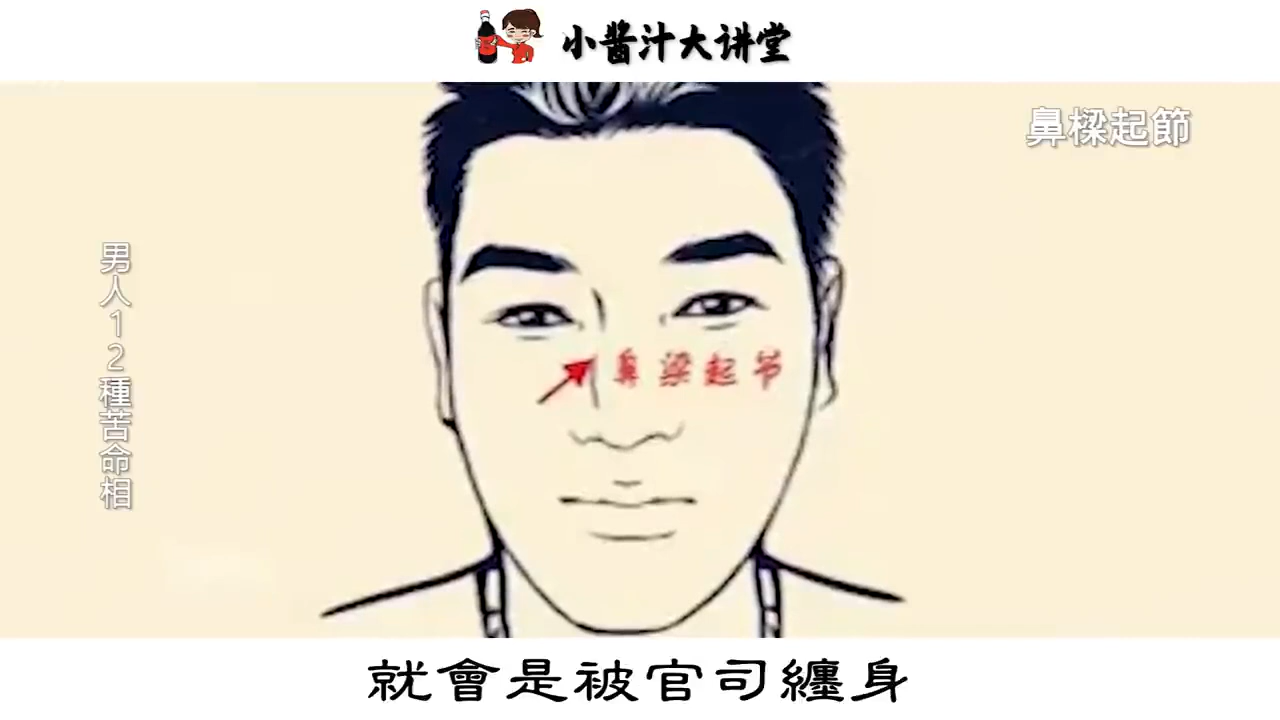 小醬汁大讲堂
鼻樑起節
男人12種苦命相
鼻梁起节
就會是被官司纏身